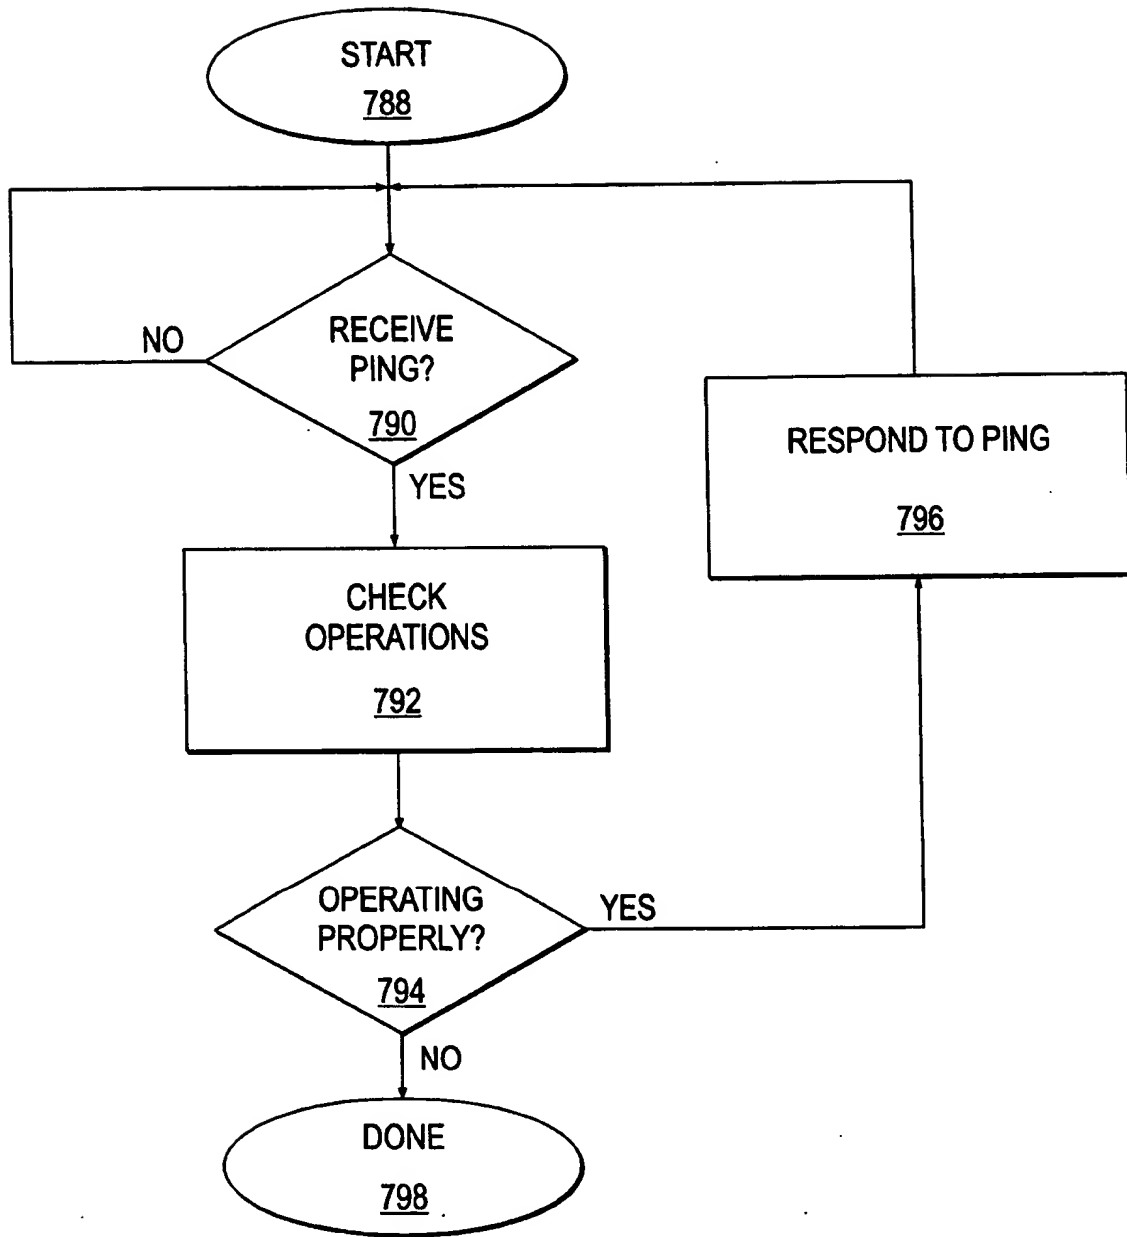 START
788
NO
RECEIVE
PING?
790
YES
RESPOND TO PING
796
CHECK
OPERATIONS
792
OPERATING
PROPERLY?
794
YES
NO
DONE
798